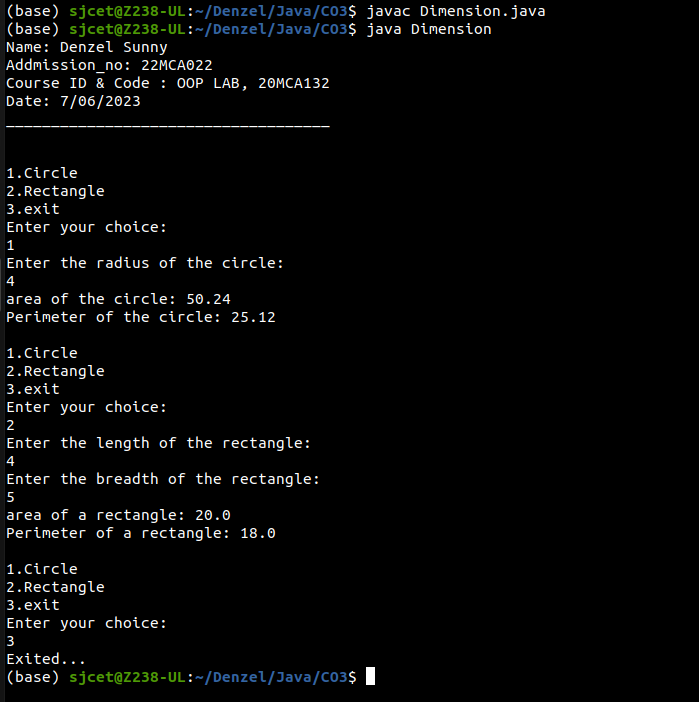 (base) sjcet@Z238-UL:~/Denzel/Java/CO3$ javac Dimension.java
(base) sjcet@Z238-UL:~/Denzel/Java/CO3$ java Dimension
Name: Denzel Sunny
Addmission_no: 22MCA022
Course ID & Code : OOP LAB, 20MCA132
Date: 7/06/2023
____________________________________
1.Circle
2.Rectangle
3.exit
Enter your choice:
1
Enter the radius of the circle:
4
area of the circle: 50.24
Perimeter of the circle: 25.12
1.Circle
2.Rectangle
3.exit
Enter your choice:
2
Enter the length of the rectangle:
4
Enter the breadth of the rectangle:
5
area of a rectangle: 20.0
Perimeter of a rectangle: 18.0
1.Circle
2.Rectangle
3.exit
Enter your choice:
3
Exited...
(base) sjcet@Z238-UL:~/Denzel/Java/CO3$